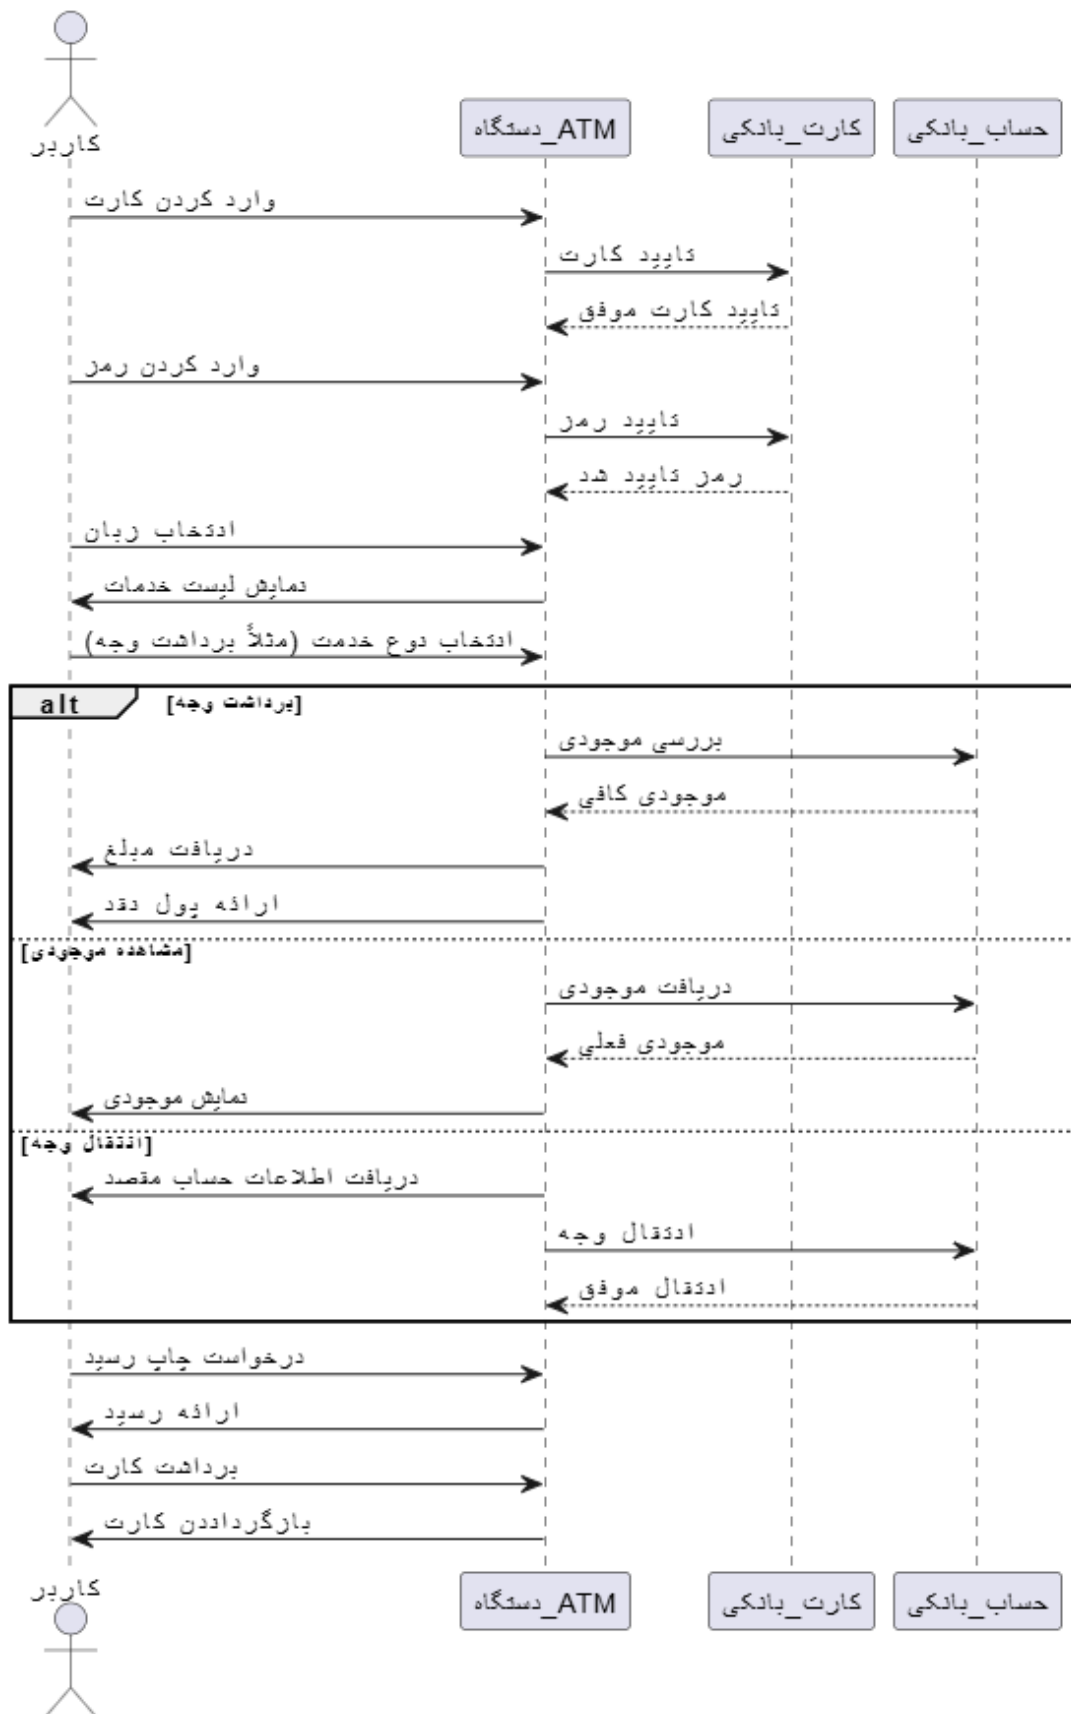 کاربر
دستگاه_ATM
کارت_بانکی
حساب_بانکی
وارد کردن کارت
تایید کارت
تایید کارت موفق
وارد کردن رمز
تایید رمز
رمز تایید شد
انتخاب زبان
نمایش لیست خدمات
انتخاب نوع خدمت (مثلاً برداشت وجه)
alt
[برداشت وجه]
بررسی موجودی
موجودی کافی
دریافت مبلغ
ارائه پول نقد
[مشاهده موجودی]
دریافت موجودی
موجودی فعلی
نمایش موجودی
[انتقال وجه]
دریافت اطلاعات حساب مقصد
انتقال وجه
انتقال موفق
درخواست چاپ رسید
ارائه رسید
برداشت کارت
بازگرداندن کارت
کاربر
دستگاه_ATM
کارت_بانکی
حساب_بانکی